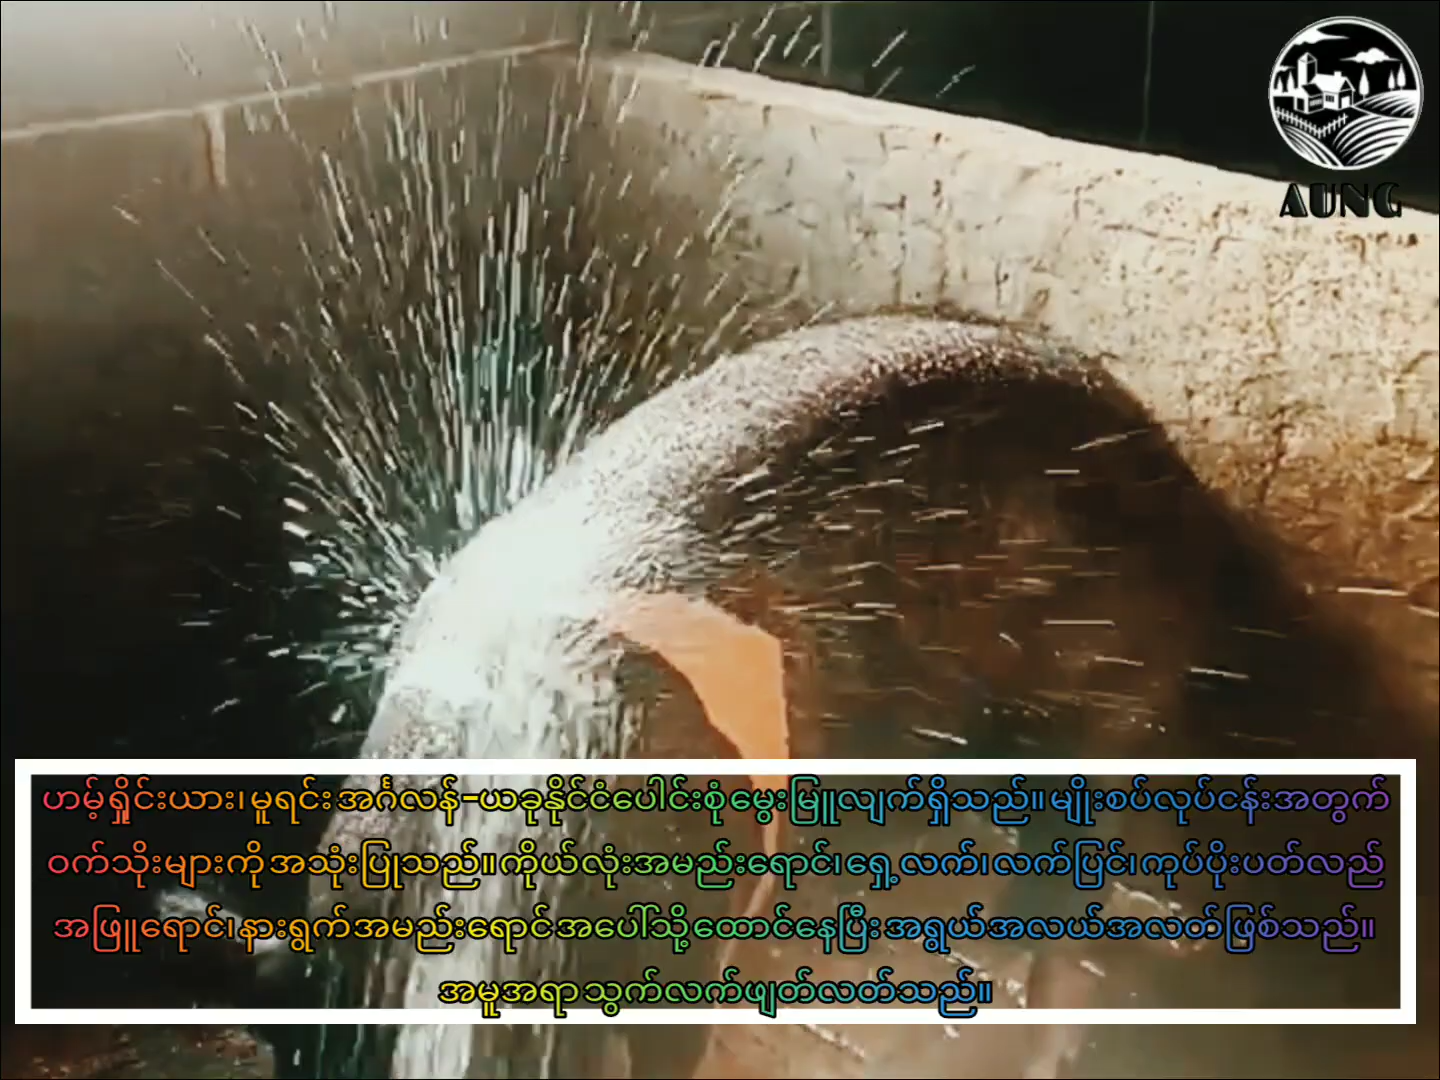 AUNG
ဟမ့်ရှိုင်းယား၊မူရင်းအင်္ဂလန်-ယခုနိုင်ငံပေါင်းစုံမွေးမြူလျက်ရှိသည်။မျိုးစပ်လုပ်ငန်းအတွက်
ဝက်သိုးများကိုအသုံးပြုသည်။ကိုယ်လုံးအမည်းရောင်၊ရှေ့လက်၊လက်ပြင်၊ကုပ်ပိုးပတ်လည်
အဖြူရောင်၊နားရွက်အမည်းရောင်အပေါ်သို့ထောင်နေပြီးအရွယ်အလယ်အလတ်ဖြစ်သည်။
အမူအရာသွက်လက်ဖျတ်လတ်သည်။